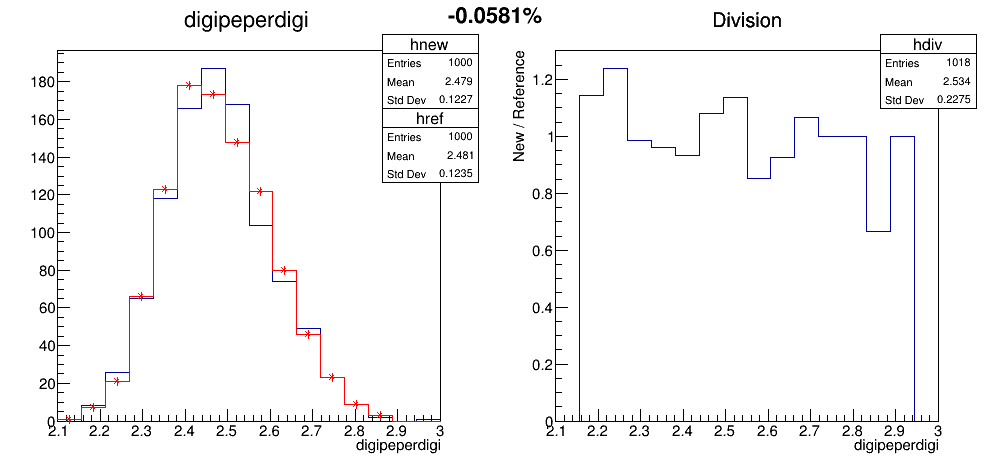 -0.0581%
digipeperdigi
hnew
Entries 1000
Mean 2.479
Std Dev 0.1227
href
Entries 1000
Mean 2.481
Std Dev 0.1235
180
160
140
120
100
80
60
40
20
0
2.1 2.2 2.3 2.4 2.5 2.6 2.7 2.8 2.9 3
digipeperdigi
Division
hdiv
Entries 1018
Mean 2.534
Std Dev 0.2275
New / Reference
1.2
1
0.8
0.6
0.4
0.2
0
2.1 2.2 2.3 2.4 2.5 2.6 2.7 2.8 2.9 3
digipeperdigi